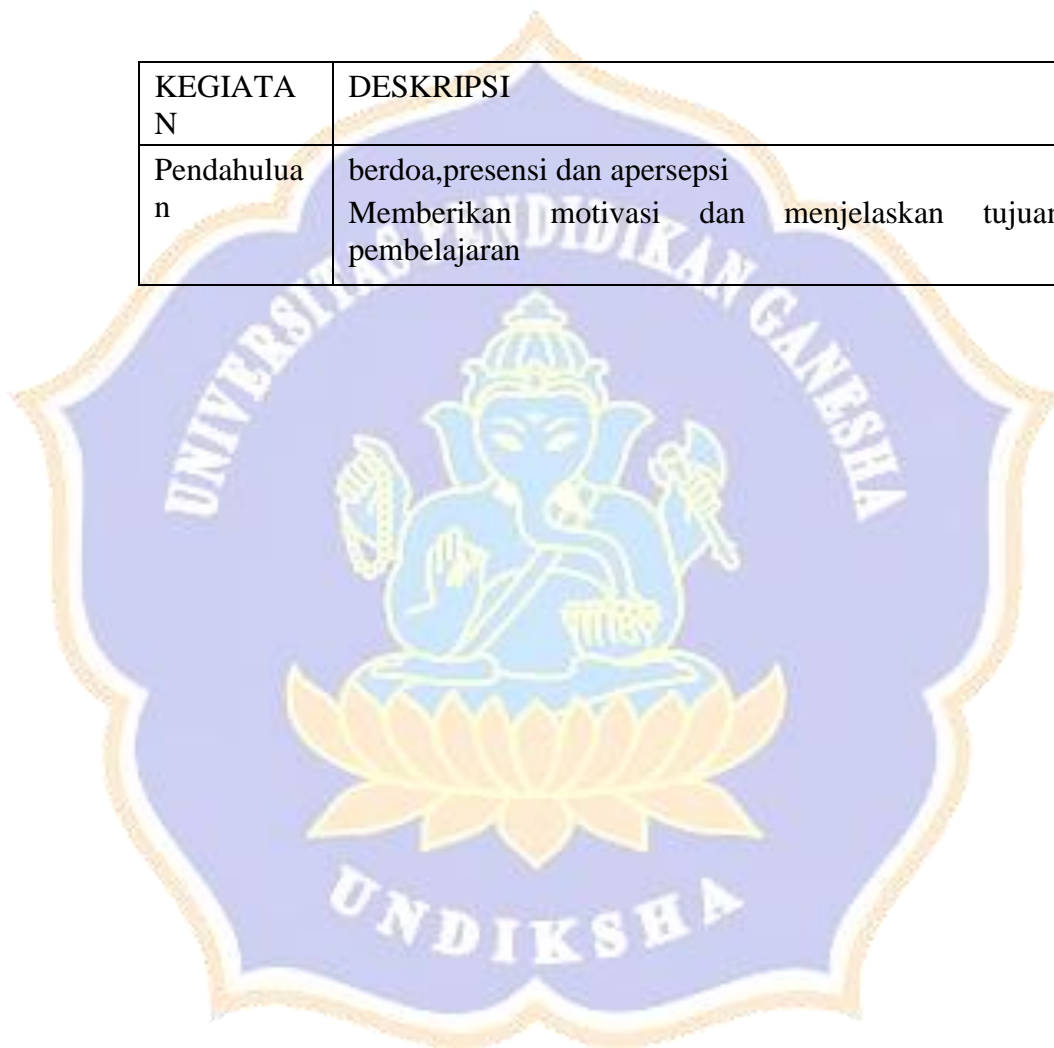 KEGIATA
N
DESKRIPSI
Pendahulua
n
berdoa,presensi dan apersepsi
Memberikan motivasi dan menjelaskan tujuan
pembelajaran
UNIVERSITAS PENDIDIKAN GANESHA
UNDIKSHA